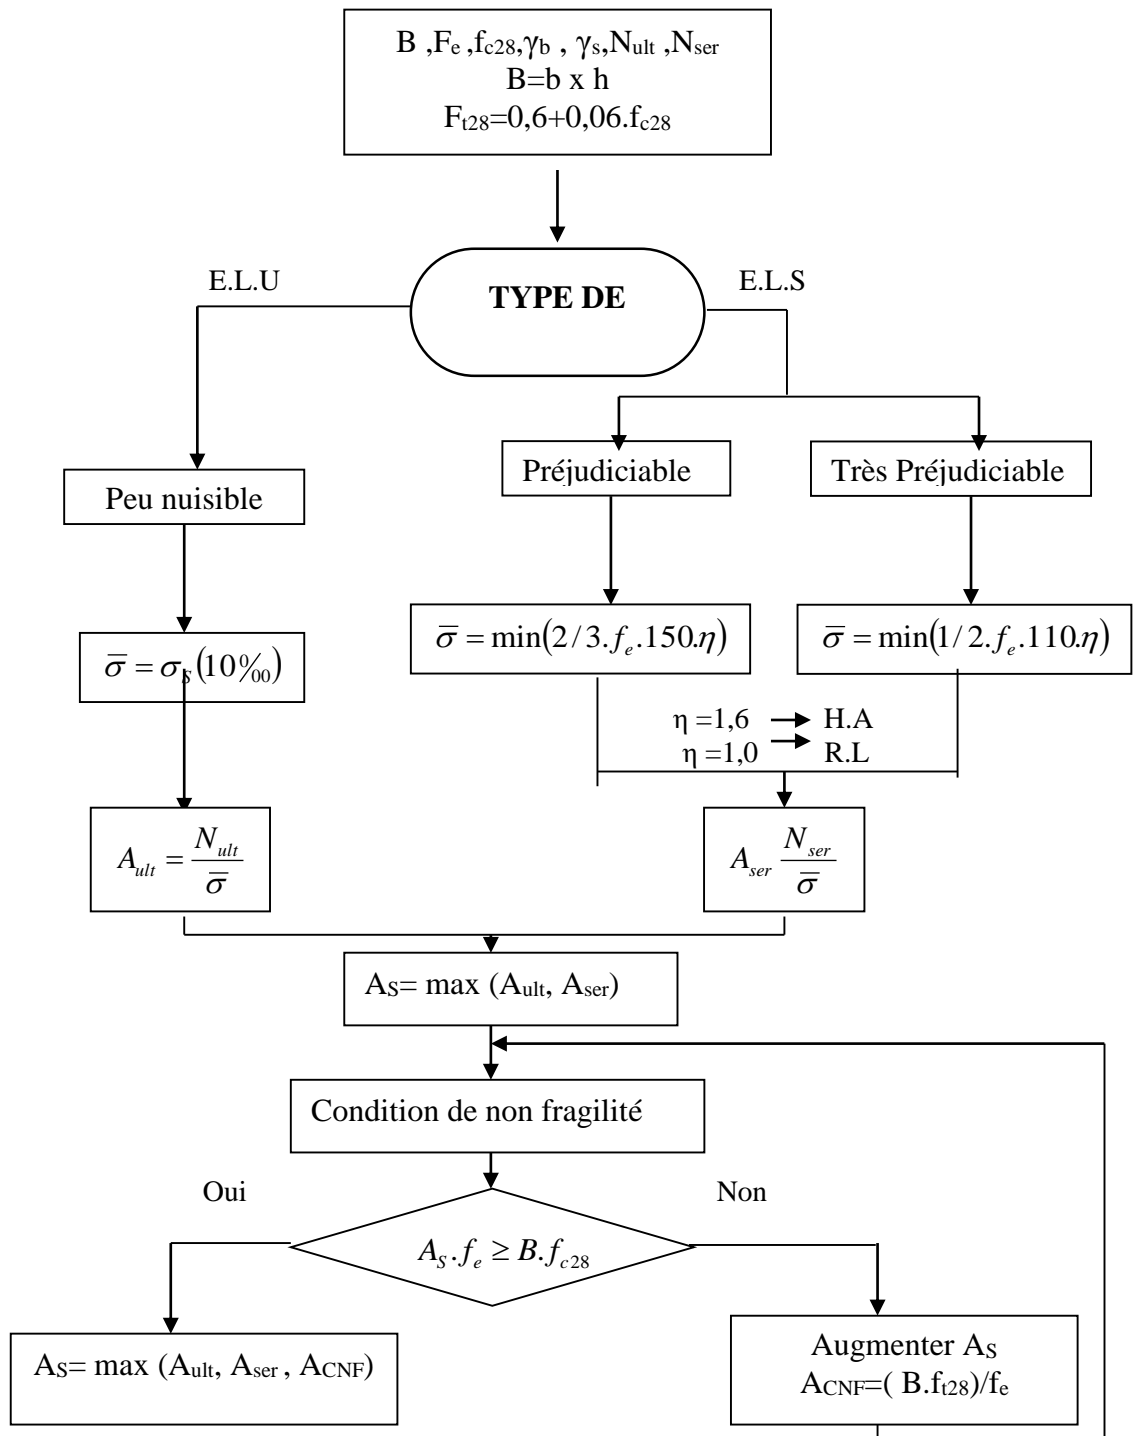 B ,Fe ,fc28,γb , γs,Nult ,Nser
B=b x h
Ft28=0,6+0,06.fc28
E.L.U
TYPE DE
E.L.S
Peu nuisible
Préjudiciable
Très Préjudiciable
σ̅ = σs(10‰)
σ̅ = min(2/3.fe.150.η)
σ̅ = min(1/2.fe.110.η)
η =1,6 → H.A
η =1,0 → R.L
Ault = Nult / σ̅
Aser Nser / σ̅
AS= max (Ault, Aser)
Condition de non fragilité
Oui
Non
AS.fe ≥ B.fc28
AS= max (Ault, Aser , ACNF)
Augmenter AS
ACNF=( B.ft28)/fe